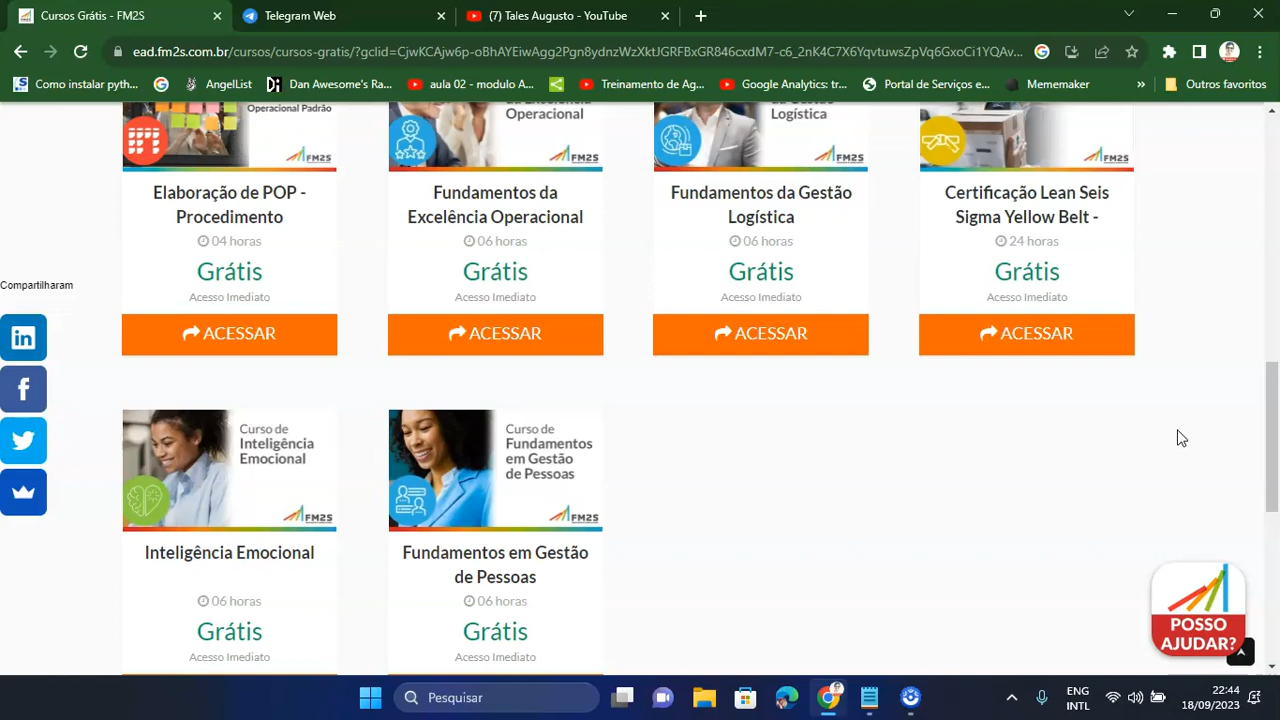 Cursos Grátis - FM2S
Telegram Web
(7) Tales Augusto - YouTube
ead.fm2s.com.br/cursos/cursos-gratis/?gclid=CjwKCAjw6p-oBhAYEiwAgg2Pgn8ydnzWzXktJGRFBxGR846cxdM7-c6_2nK4C7X6YqvtuwsZpVq6GxoCi1YQAv...
Como instalar pytho...
AngelList
Dan Awesome's Ra...
aula 02 - modulo A...
Treinamento de Ag...
Google Analytics: tr...
Portal de Serviços e...
Mememaker
»
Outros favoritos
Operacional Padrão
da Excelência
Operacional
da Gestão
Logística
FM2S
FM2S
FM2S
FM2S
Elaboração de POP -
Procedimento
04 horas
Grátis
Acesso Imediato
ACESSAR
Fundamentos da
Excelência Operacional
06 horas
Grátis
Acesso Imediato
ACESSAR
Fundamentos da Gestão
Logística
06 horas
Grátis
Acesso Imediato
ACESSAR
Certificação Lean Seis
Sigma Yellow Belt -
24 horas
Grátis
Acesso Imediato
ACESSAR
Compartilharam
Curso de
Inteligência
Emocional
FM2S
Inteligência Emocional
06 horas
Grátis
Acesso Imediato
Curso de
Fundamentos
em Gestão
de Pessoas
FM2S
Fundamentos em Gestão
de Pessoas
06 horas
Grátis
Acesso Imediato
POSSO
AJUDAR?
Pesquisar
ENG
INTL
22:44
18/09/2023